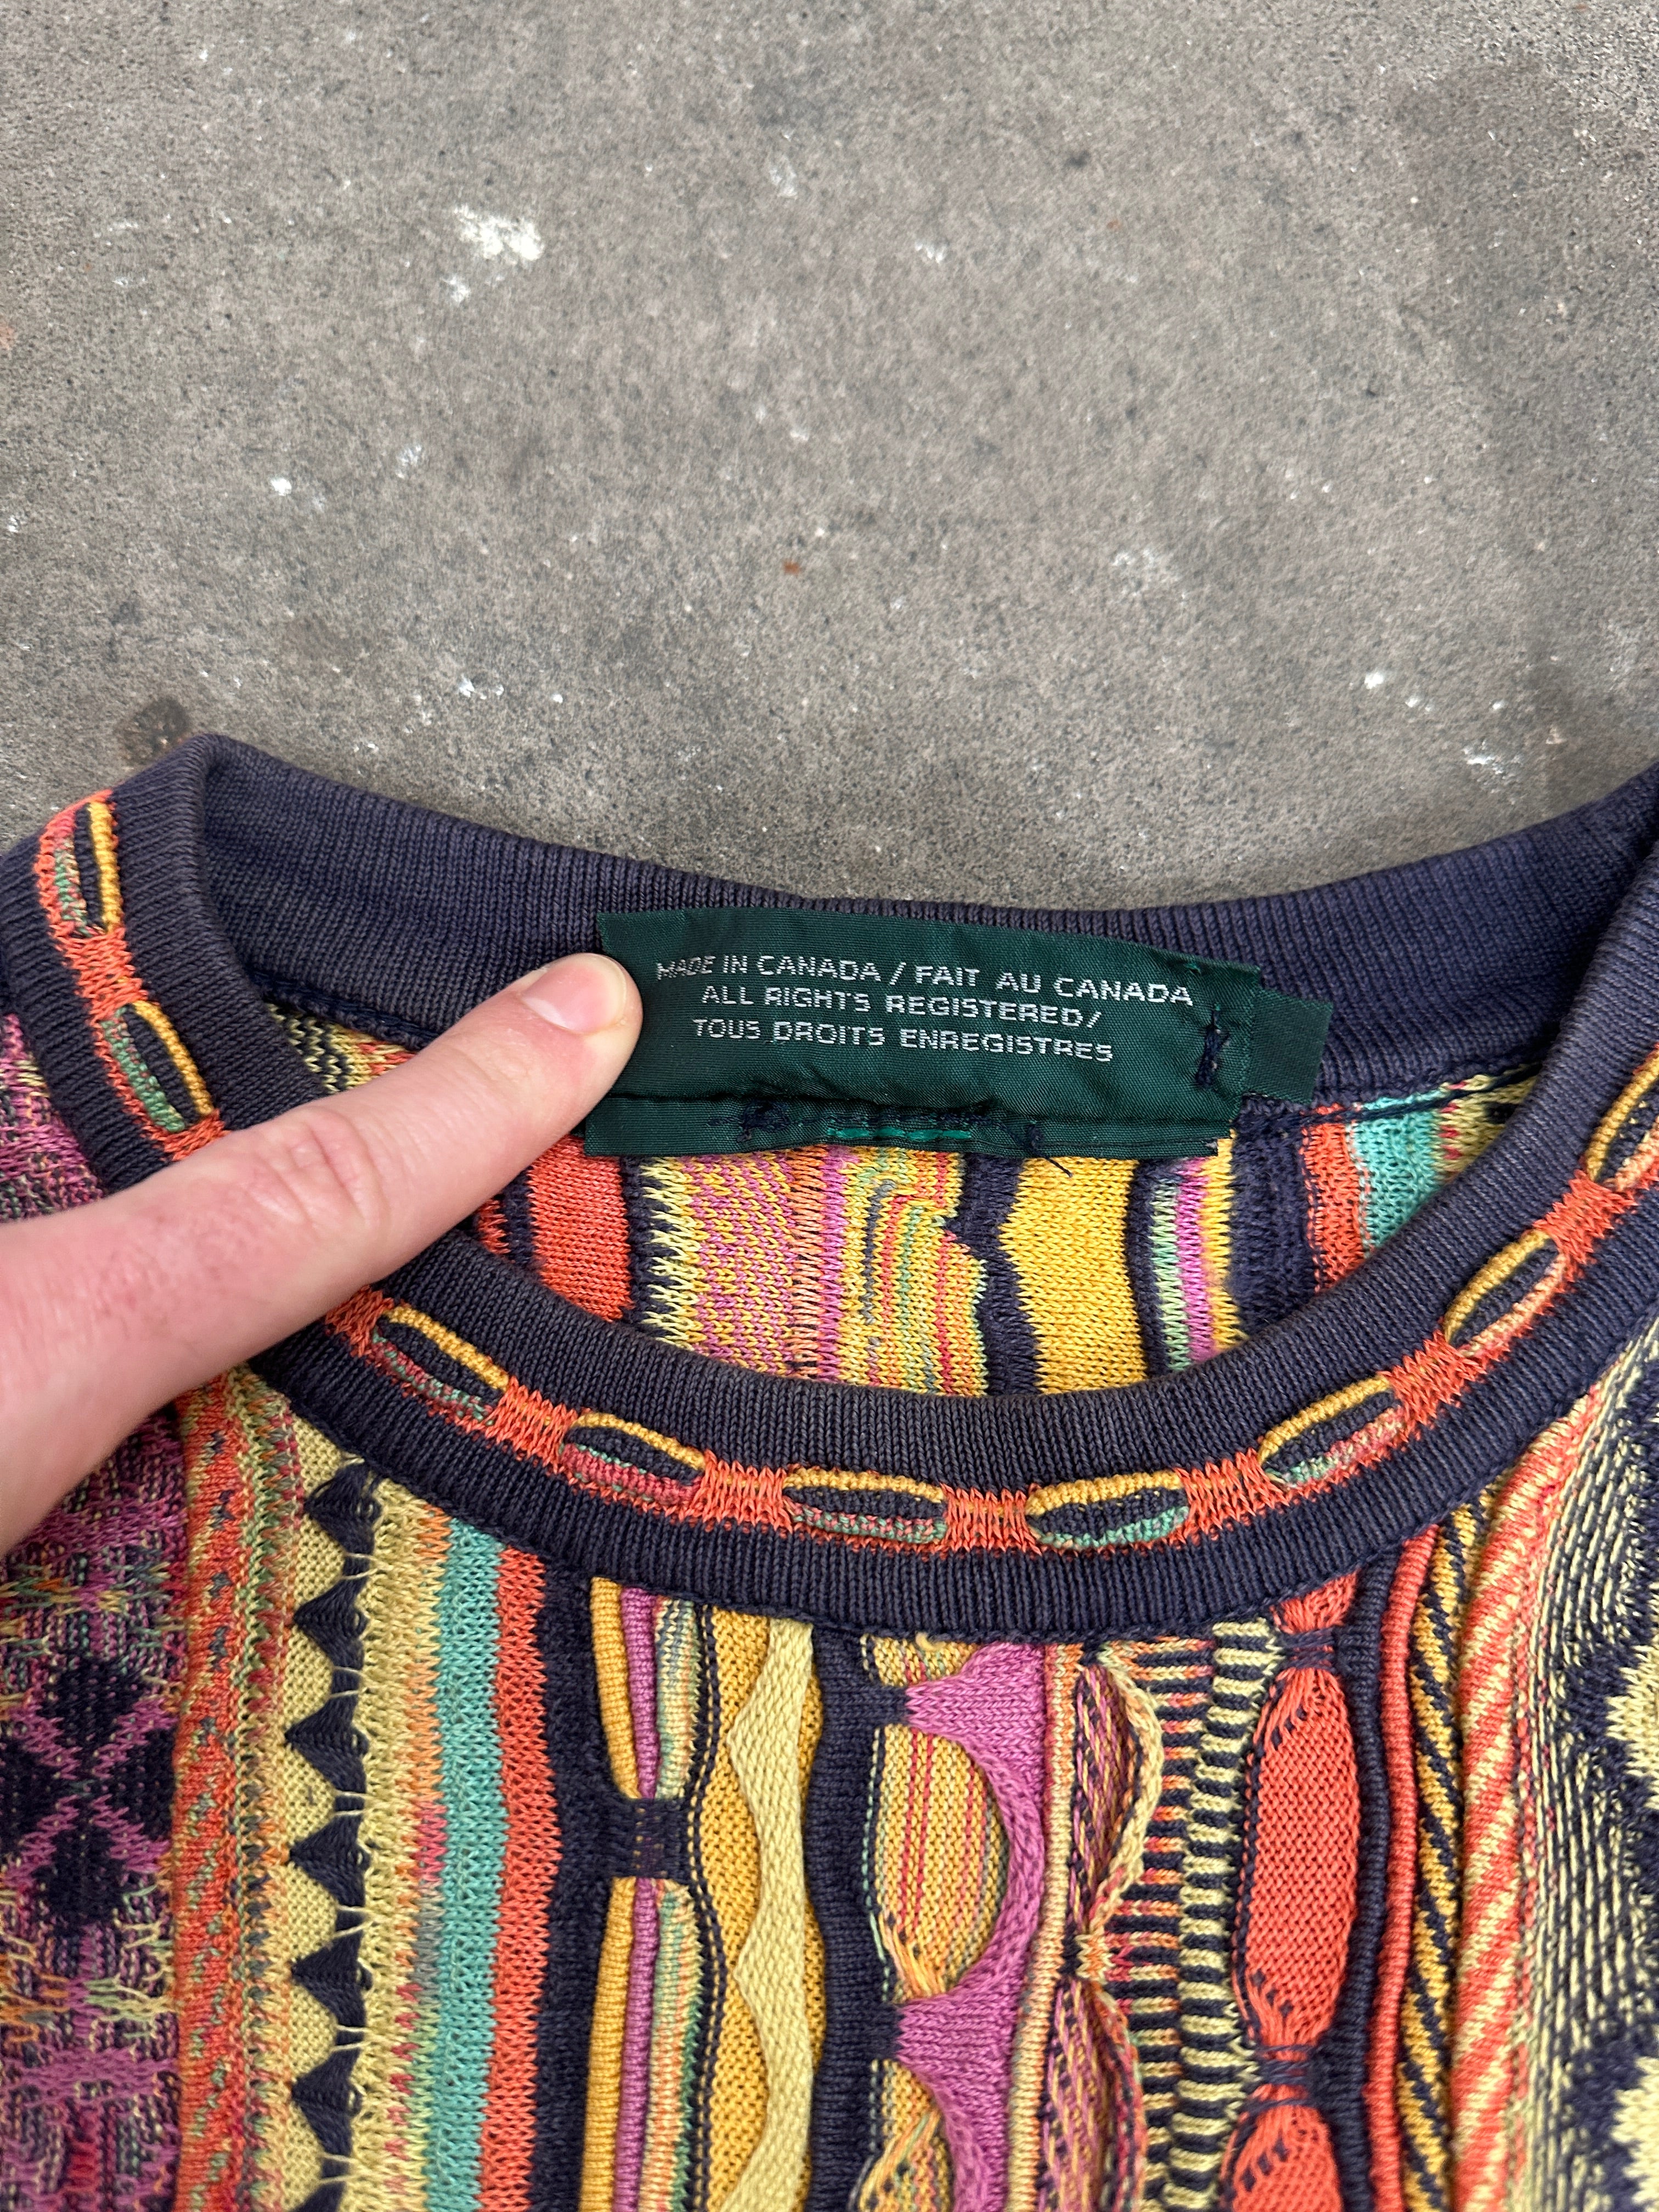 MADE IN CANADA / FAIT AU CANADA
ALL RIGHTS REGISTERED/
TOUS DROITS ENREGISTRES